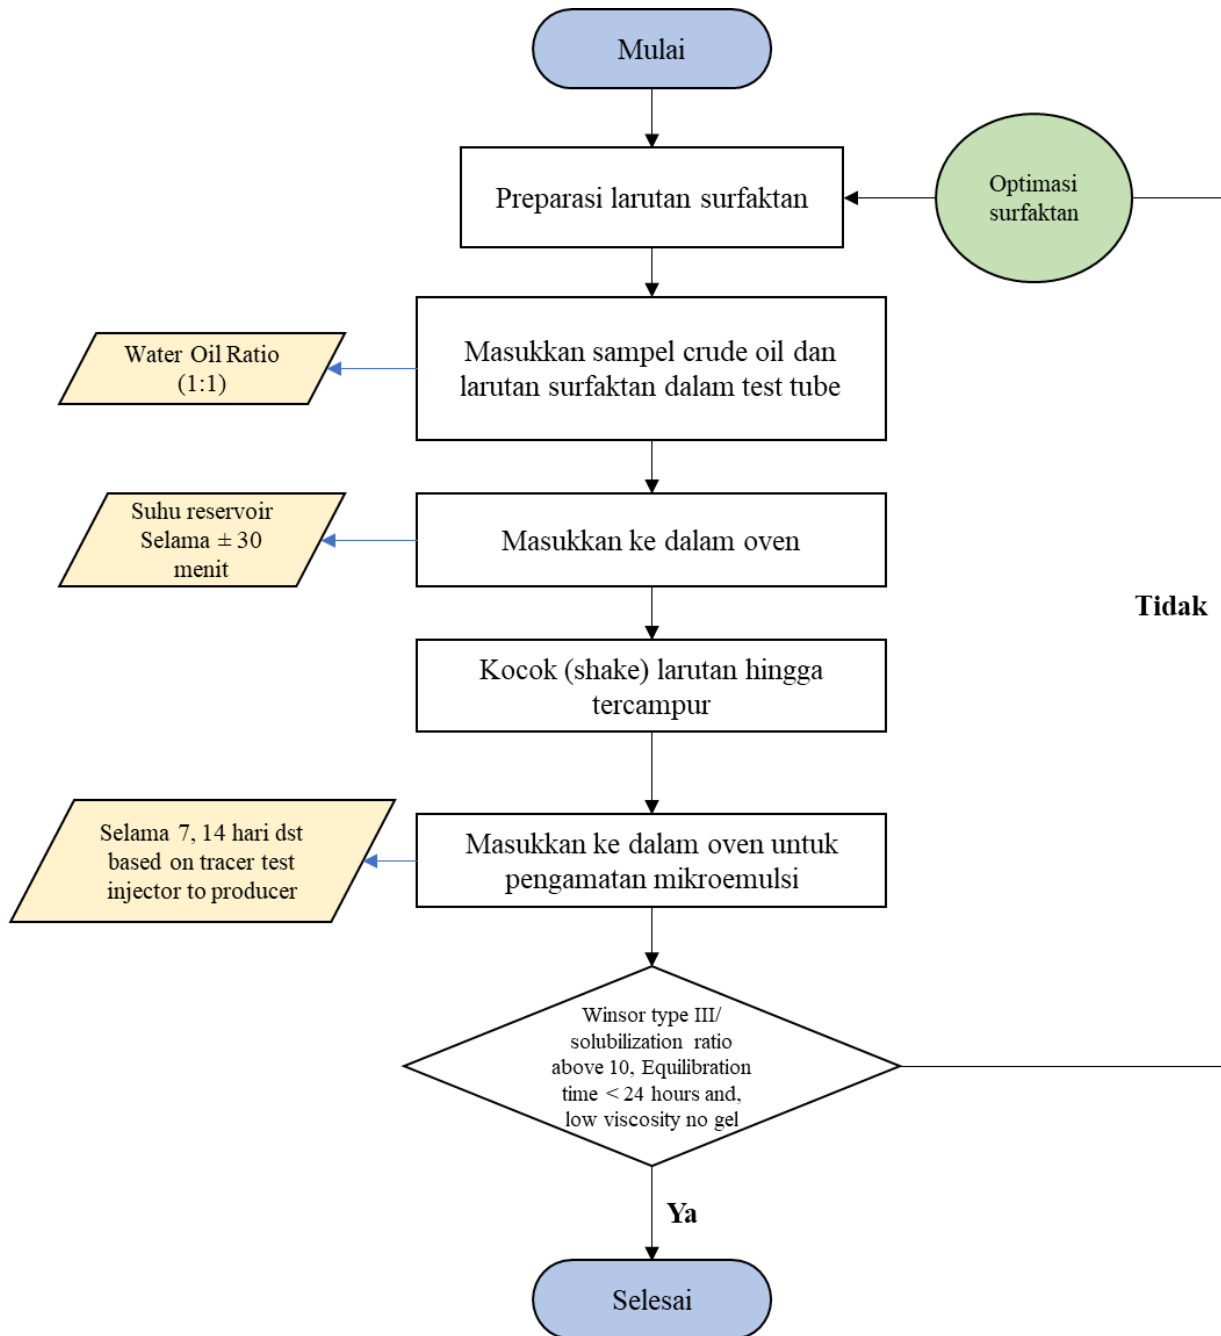 Mulai
Preparasi larutan surfaktan
Optimasi
surfaktan
Masukkan sampel crude oil dan
larutan surfaktan dalam test tube
Water Oil Ratio
(1:1)
Masukkan ke dalam oven
Suhu reservoir
Selama ± 30
menit
Tidak
Kocok (shake) larutan hingga
tercampur
Masukkan ke dalam oven untuk
pengamatan mikroemulsi
Selama 7, 14 hari dst
based on tracer test
injector to producer
Winsor type III/
solubilization ratio
above 10, Equilibration
time < 24 hours and,
low viscosity no gel
Ya
Selesai